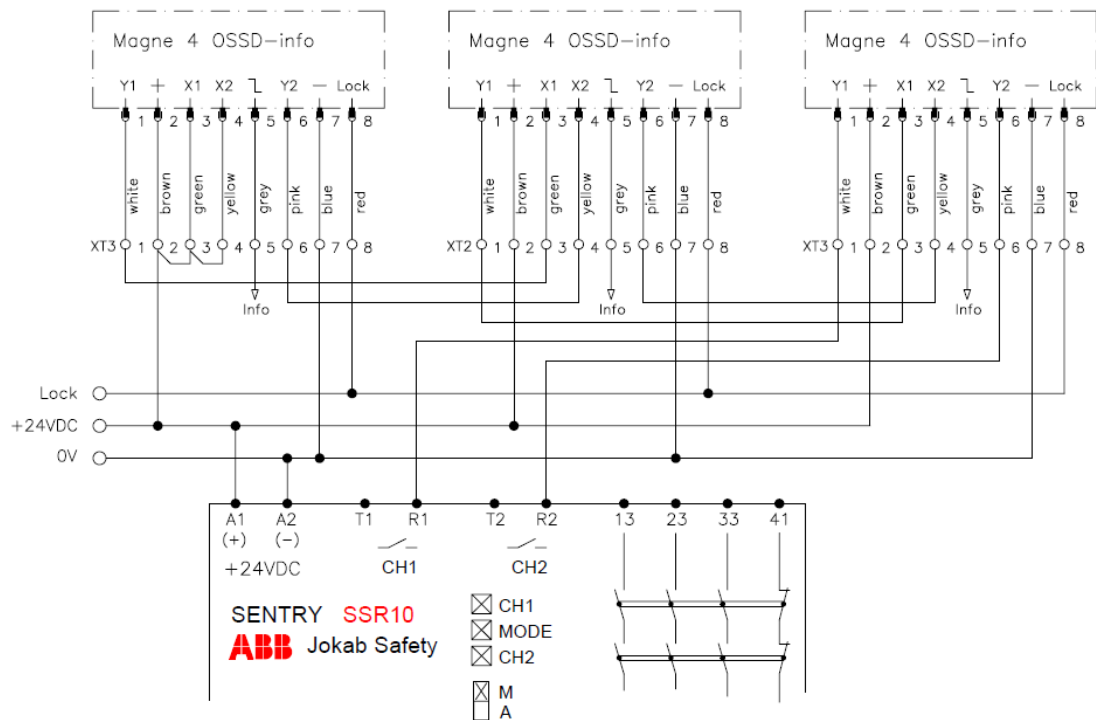 Magne 4 OSSD-info Magne 4 OSSD-info Magne 4 OSSD-info
Y1 + X1 X2 Y2 – Lock Y1 + X1 X2 Y2 – Lock Y1 + X1 X2 Y2 – Lock
1 2 3 4 5 6 7 8 1 2 3 4 5 6 7 8 1 2 3 4 5 6 7 8
white brown green yellow grey pink blue red white brown green yellow grey pink blue red white brown green yellow grey pink blue red
XT3 1 2 3 4 5 6 7 8 XT2 1 2 3 4 5 6 7 8 XT3 1 2 3 4 5 6 7 8
Info Info Info
Lock
+24VDC
0V
A1 A2 T1 R1 T2 R2 13 23 33 41
(+) (–)
+24VDC CH1 CH2
SENTRY SSR10
ABB Jokab Safety
CH1
MODE
CH2
M
A